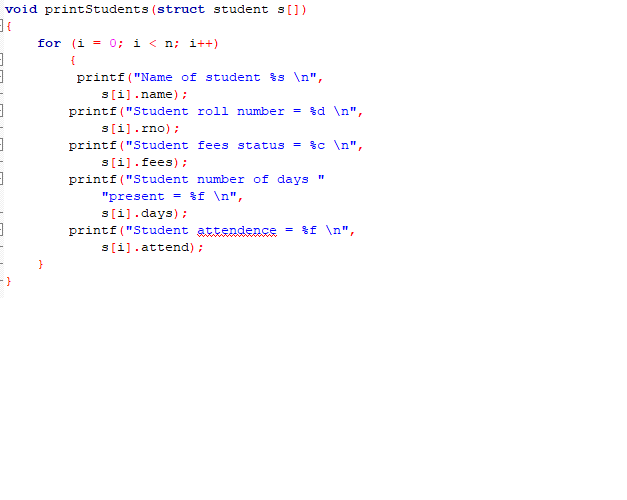 void printStudents(struct student s[])
{
    for (i = 0; i < n; i++)
        {
         printf("Name of student %s \n",
            s[i].name);
        printf("Student roll number = %d \n",
            s[i].rno);
        printf("Student fees status = %c \n",
            s[i].fees);
        printf("Student number of days "
            "present = %f \n",
            s[i].days);
        printf("Student attendence = %f \n",
            s[i].attend);
    }
}